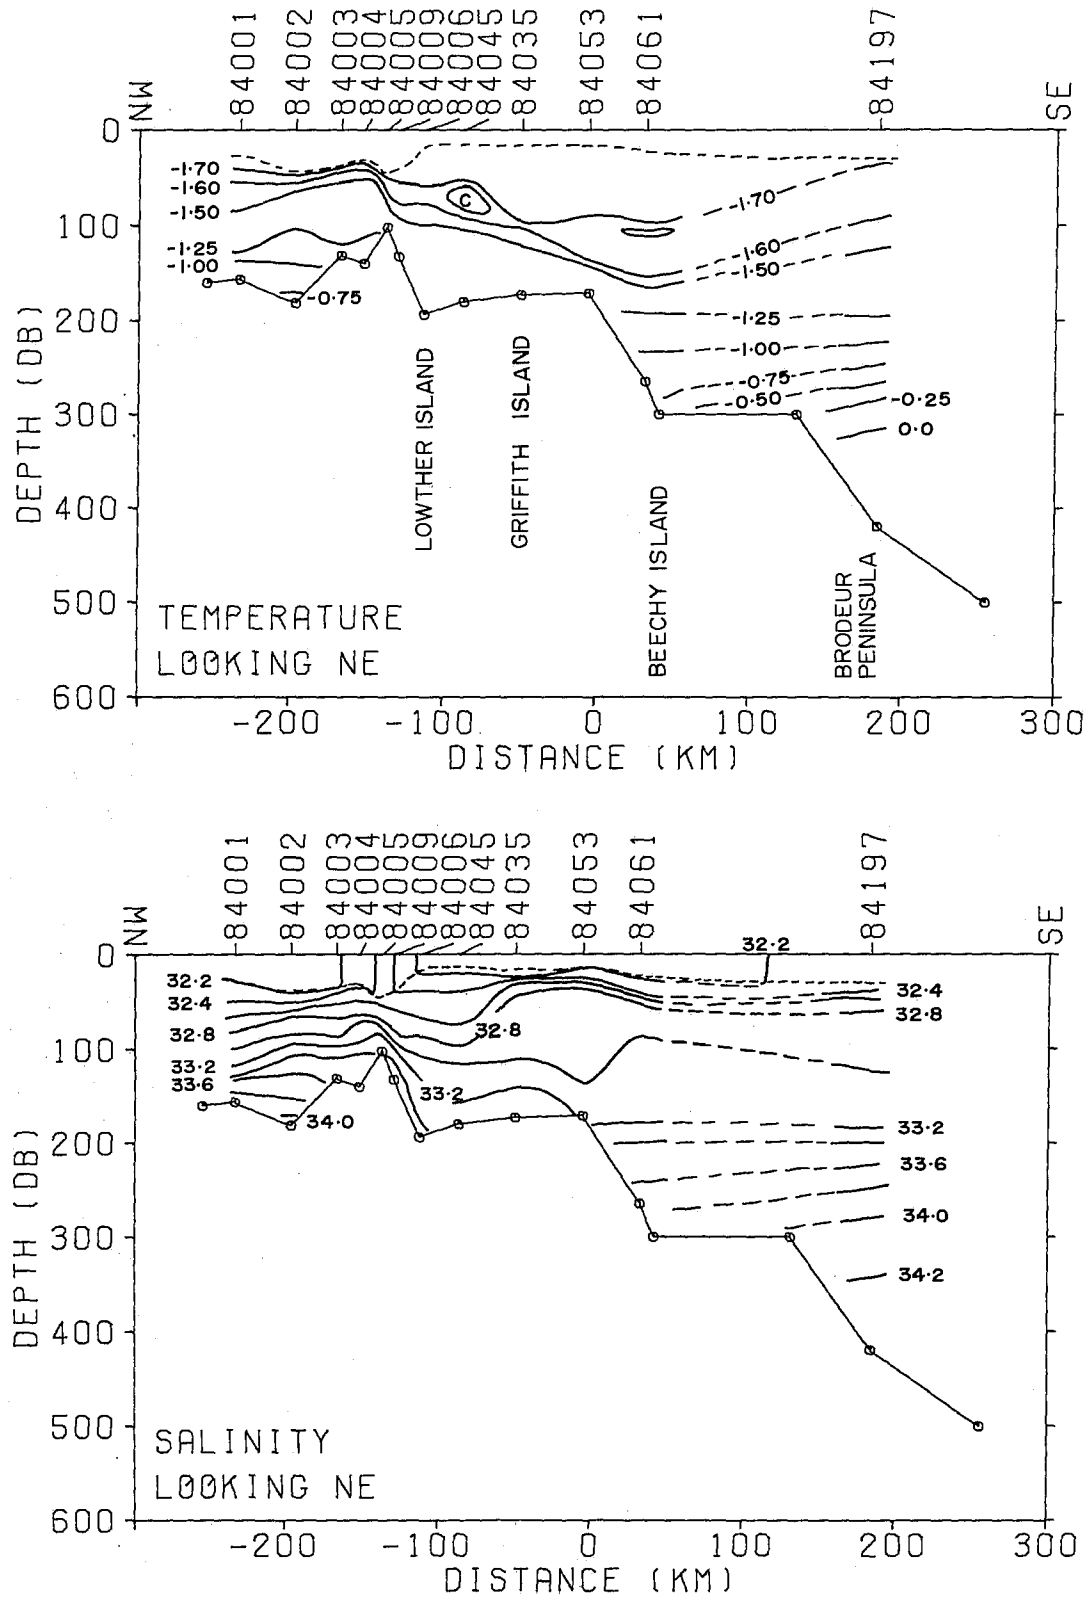 84001 84002 84003 84004 84005 84009 84006 84045 84035 84053 84061 84197
NW SE
0
-1.70
-1.60
-1.50
-1.25
-1.00
-0.75
C
-1.70
-1.60
-1.50
-1.25
-1.00
-0.75
-0.50
-0.25
0.0
100
200
300
400
500
600
DEPTH (DB)
LOWTHER ISLAND
GRIFFITH ISLAND
BEECHY ISLAND
BRODEUR
PENINSULA
TEMPERATURE
LOOKING NE
-200 -100 0 100 200 300
DISTANCE (KM)
84001 84002 84003 84004 84005 84009 84006 84045 84035 84053 84061 84197
NW SE
32.2
0
32.2
32.4
32.8
33.2
33.6
34.0
32.8
33.2
32.4
32.8
33.2
33.6
34.0
34.2
100
200
300
400
500
600
DEPTH (DB)
SALINITY
LOOKING NE
-200 -100 0 100 200 300
DISTANCE (KM)